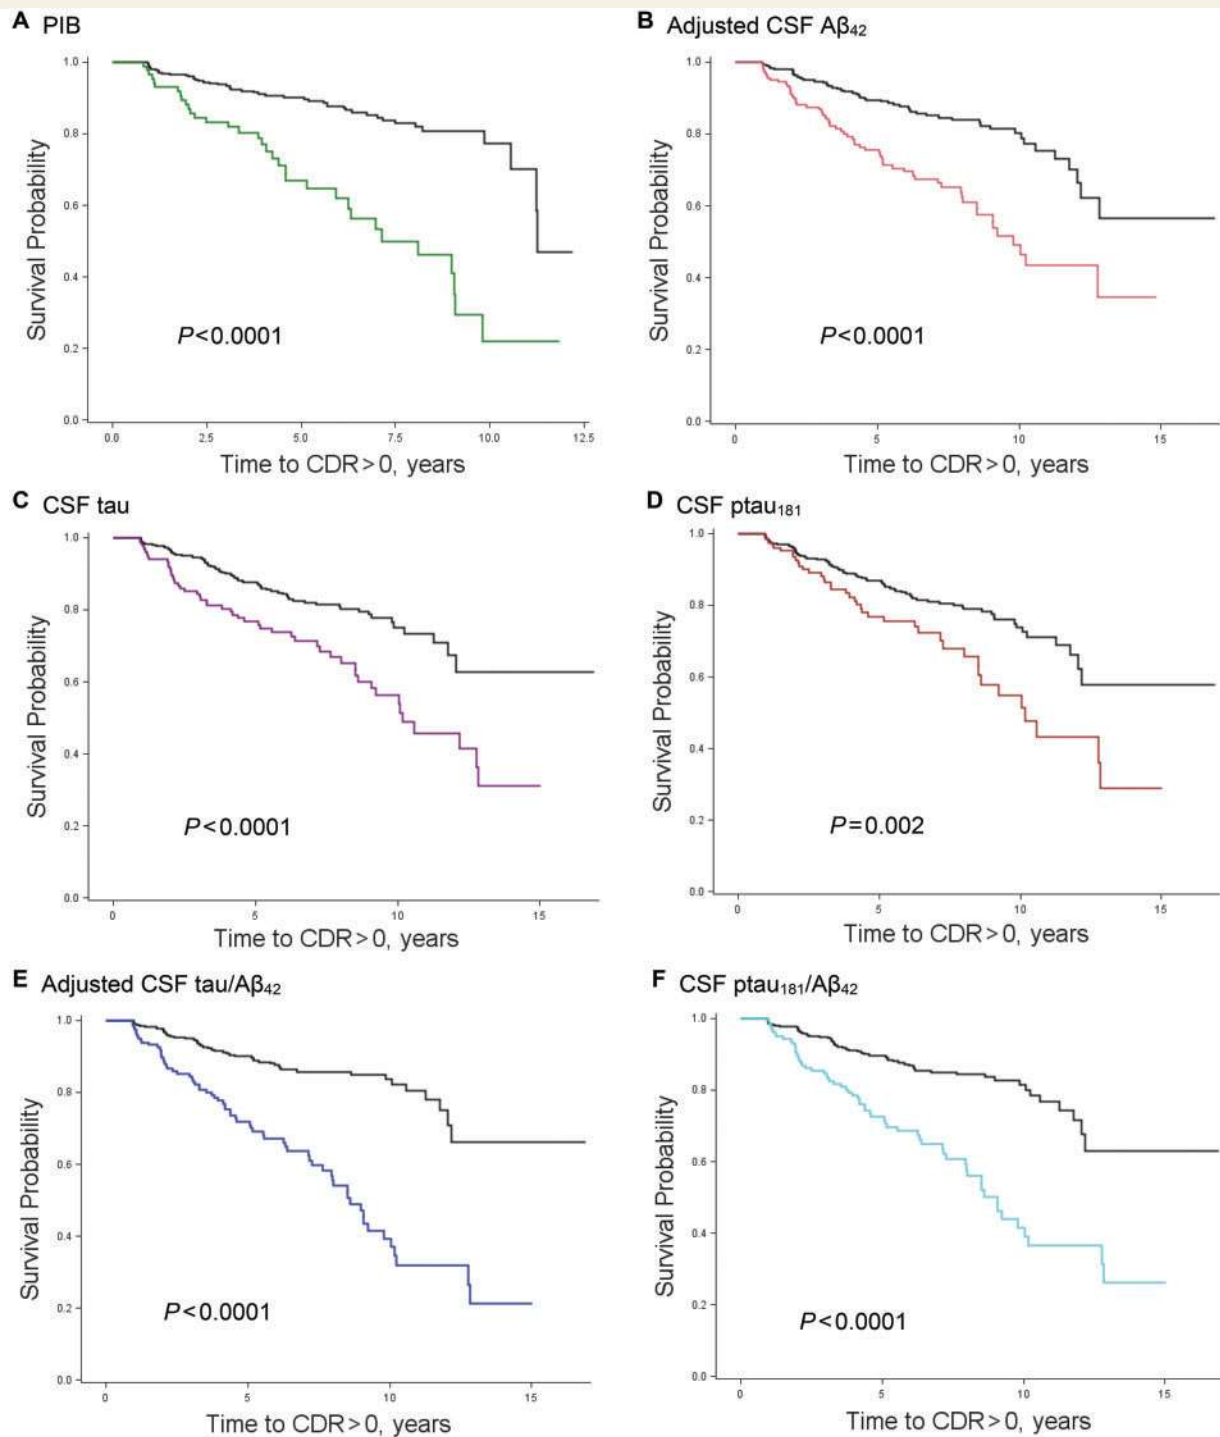 A PIB
1.0
0.8
0.6
0.4
0.2
0.0
Survival Probability
P<0.0001
0.0 2.5 5.0 7.5 10.0 12.5
Time to CDR>0, years
B Adjusted CSF Aβ₄₂
1.0
0.8
0.6
0.4
0.2
0.0
Survival Probability
P<0.0001
0 5 10 15
Time to CDR>0, years
C CSF tau
1.0
0.8
0.6
0.4
0.2
0.0
Survival Probability
P<0.0001
0 5 10 15
Time to CDR>0, years
D CSF ptau₁₈₁
1.0
0.8
0.6
0.4
0.2
0.0
Survival Probability
P=0.002
0 5 10 15
Time to CDR>0, years
E Adjusted CSF tau/Aβ₄₂
1.0
0.8
0.6
0.4
0.2
0.0
Survival Probability
P<0.0001
0 5 10 15
Time to CDR>0, years
F CSF ptau₁₈₁/Aβ₄₂
1.0
0.8
0.6
0.4
0.2
0.0
Survival Probability
P<0.0001
0 5 10 15
Time to CDR>0, years